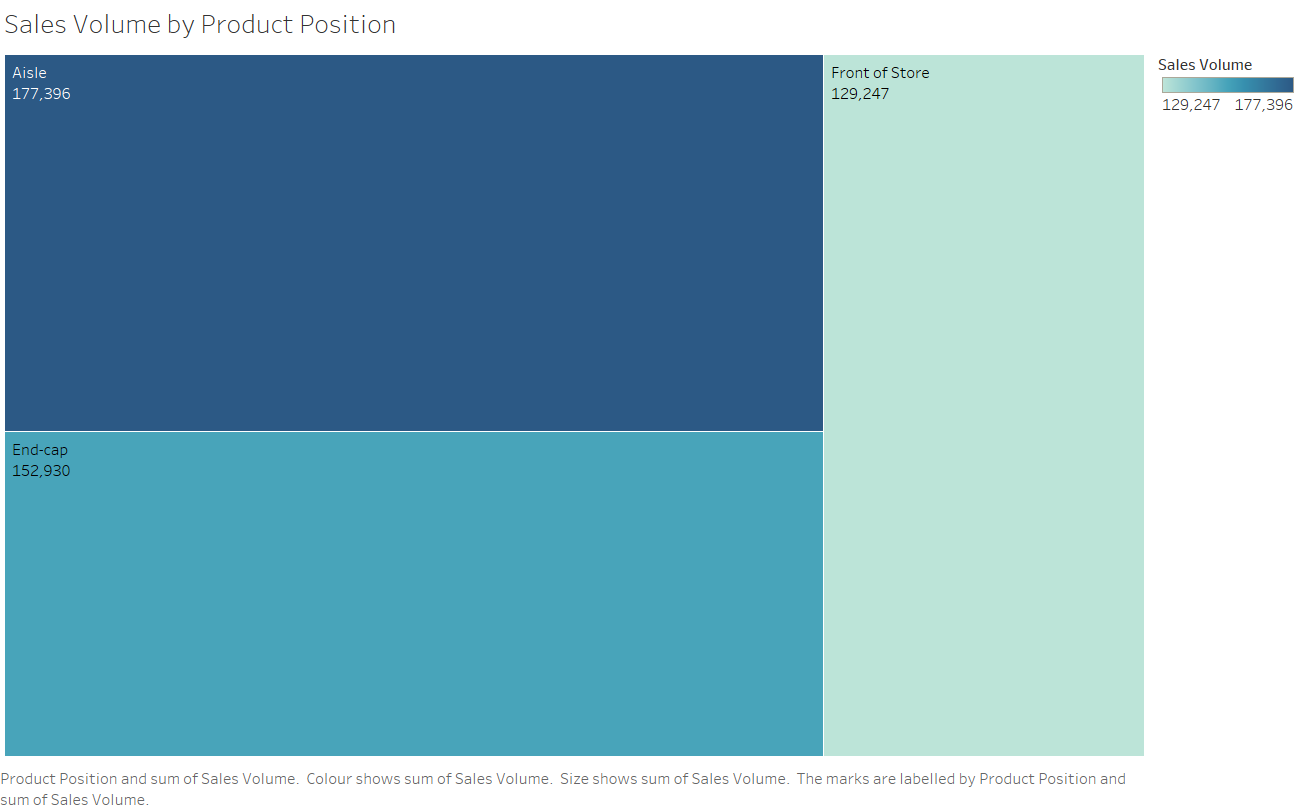 Sales Volume by Product Position
Aisle
177,396
Front of Store
129,247
Sales Volume
129,247 177,396
End-cap
152,930
Product Position and sum of Sales Volume.  Colour shows sum of Sales Volume.  Size shows sum of Sales Volume.  The marks are labelled by Product Position and
sum of Sales Volume.